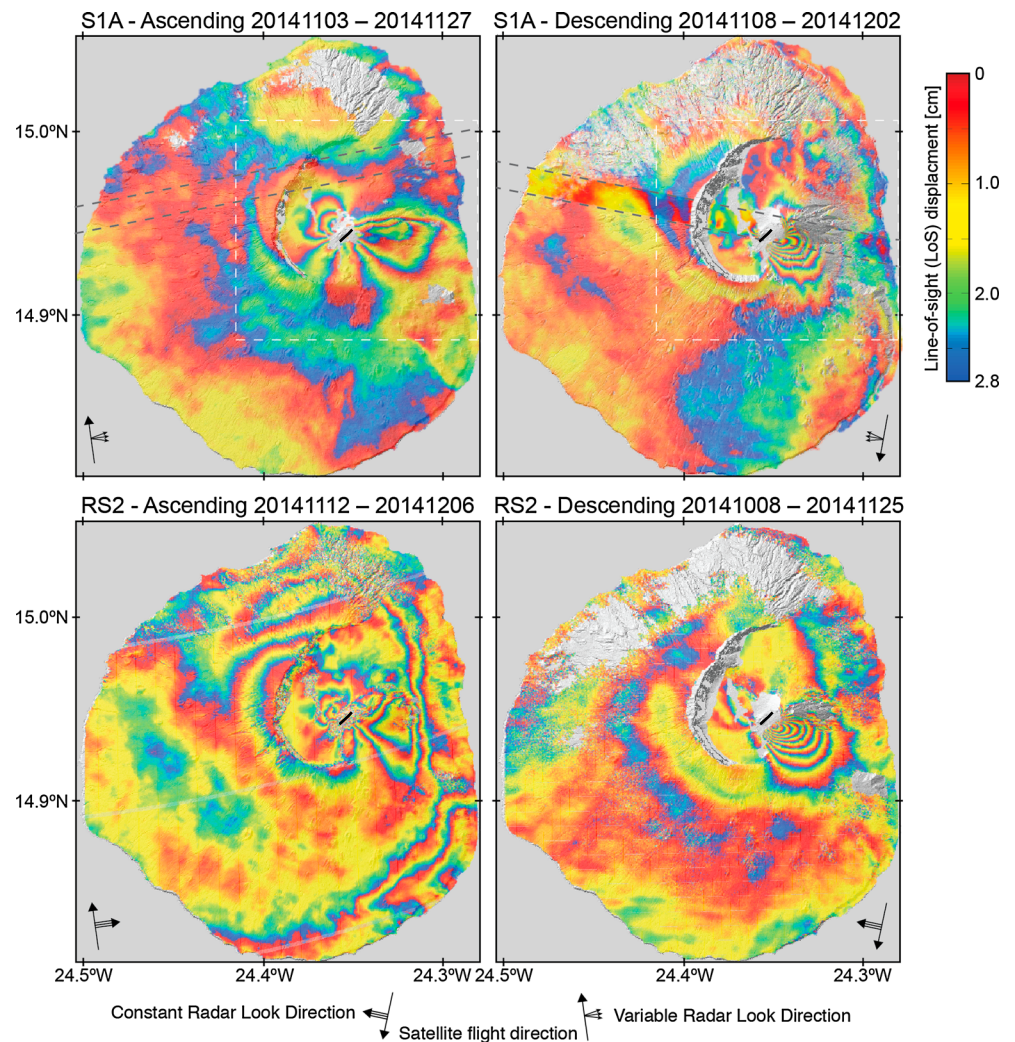 S1A - Ascending 20141103 – 20141127
S1A - Descending 20141108 – 20141202
15.0ºN
14.9ºN
0
1.0
2.0
2.8
Line-of-sight (LoS) displacment [cm]
RS2 - Ascending 20141112 – 20141206
RS2 - Descending 20141008 – 20141125
15.0ºN
14.9ºN
24.5ºW
24.4ºW
24.3ºW
24.5ºW
24.4ºW
24.3ºW
Constant Radar Look Direction
Satellite flight direction
Variable Radar Look Direction